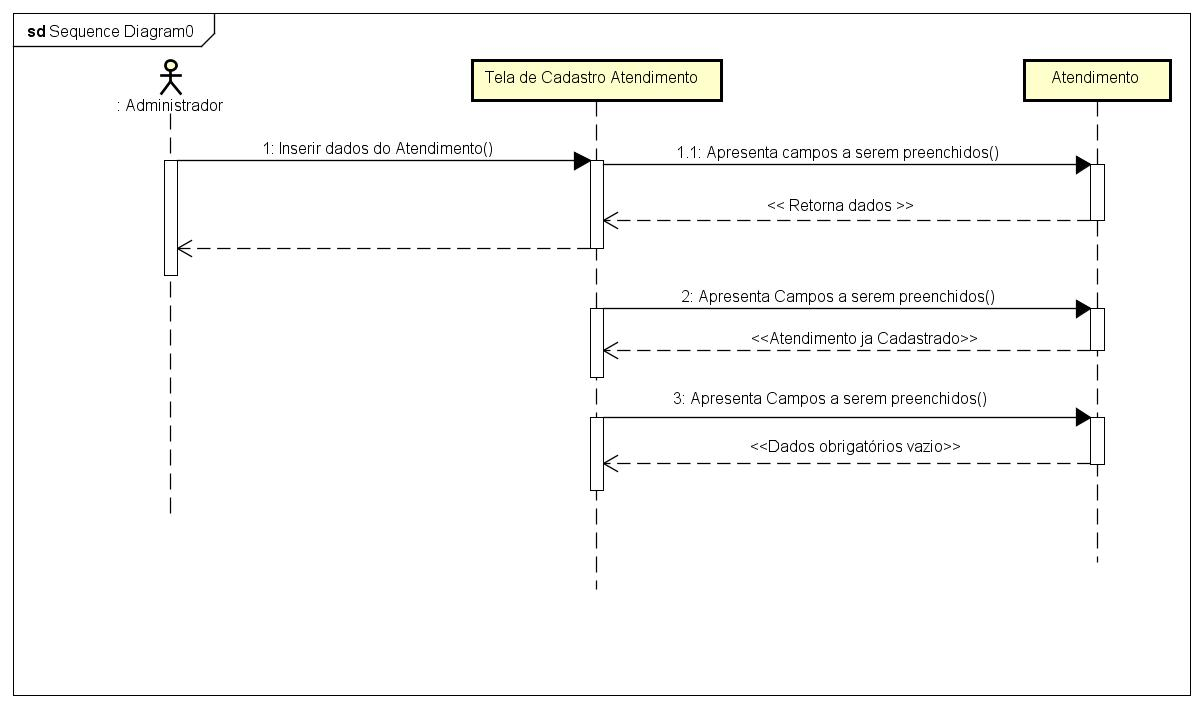 sd Sequence Diagram0
: Administrador
Tela de Cadastro Atendimento
Atendimento
1: Inserir dados do Atendimento()
1.1: Apresenta campos a serem preenchidos()
<< Retorna dados >>
2: Apresenta Campos a serem preenchidos()
<<Atendimento ja Cadastrado>>
3: Apresenta Campos a serem preenchidos()
<<Dados obrigatórios vazio>>